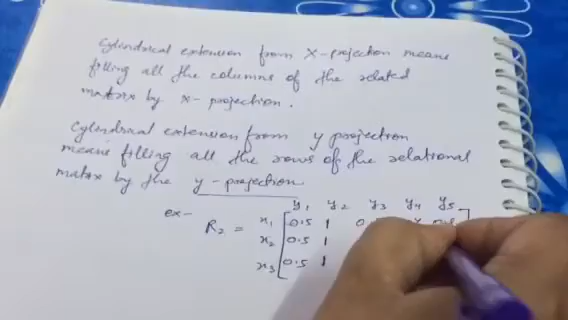 Cylindrical extension from X-projection means
filling all the columns of the related
matrix by x-projection.
Cylindrical extension from y projection
means filling all the rows of the relational
matrix by the y-projection
ex-
y1 y2 y3 y4 y5
R2 = x1 [0.5 1
x2 0.5 1
x3 0.5 1